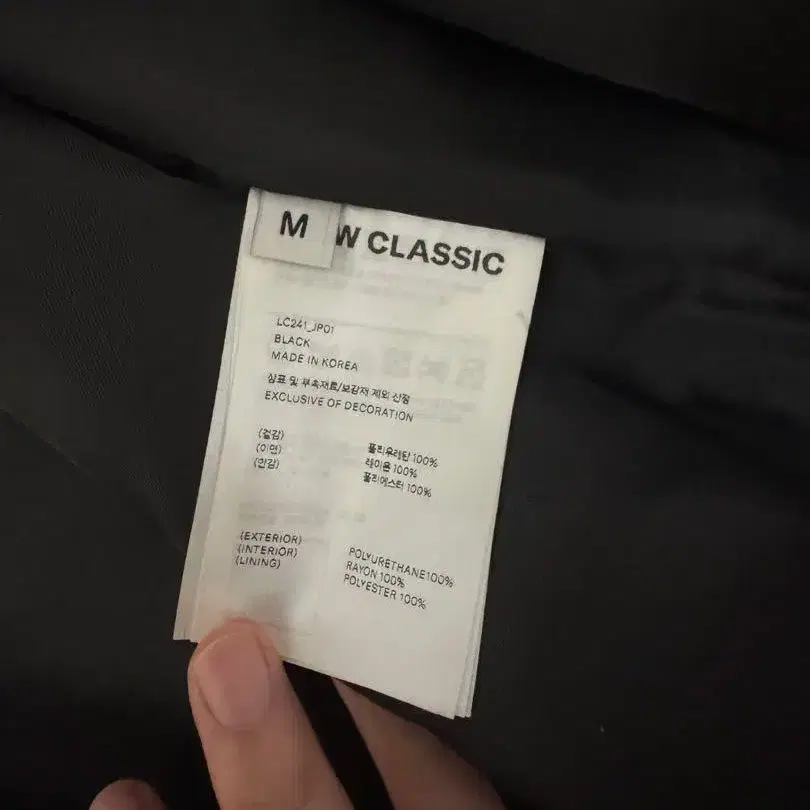 M
W CLASSIC
LC241_JP01
BLACK
MADE IN KOREA
상표 및 부속재료/보강재 제외 산정
EXCLUSIVE OF DECORATION
(겉감) 폴리우레탄 100%
(이면) 레이온 100%
(안감) 폴리에스터 100%
(EXTERIOR) POLYURETHANE100%
(INTERIOR) RAYON 100%
(LINING) POLYESTER 100%